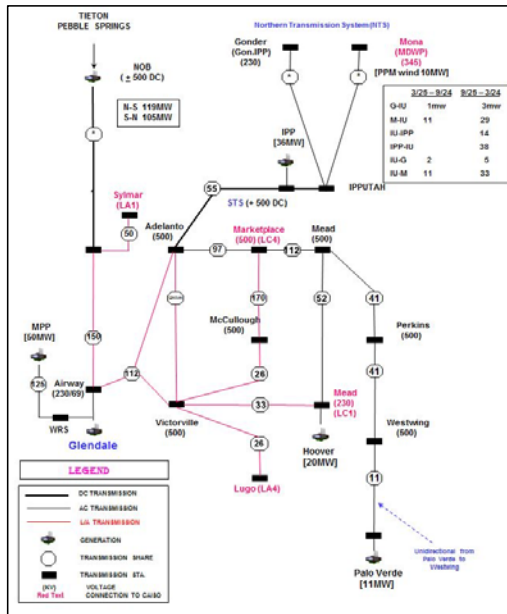 TIETON
PEBBLE SPRINGS
NOB
( ± 500 DC)
N-S 119MW
S-N 105MW
Northern Transmission System(NTS)
Gonder
(Gon.IPP)
(230)
Mona
(MDWP)
(345)
[PPM wind 10MW]
3/25 – 9/24 9/25 – 3/24
G-IU 1mw 3mw
M-IU 11 29
IU-IPP 14
IPP-IU 38
IU-G 2 5
IU-M 11 33
IPP
[36MW]
IPPUTAH
55
STS (± 500 DC)
Sylmar
(LA1)
50
Adelanto
(500)
97
Marketplace
(500) (LC4)
112
Mead
(500)
170
52
41
McCullough
(500)
Perkins
(500)
150
MPP
[50MW]
125
Airway
(230/69)
112
26
41
WRS
Glendale
Victorville
(500)
33
Mead
(230)
(LC1)
Westwing
(500)
26
Hoover
[20MW]
11
Lugo (LA4)
Unidirectional from
Palo Verde to
Westwing
Palo Verde
[11MW]
LEGEND
DC TRANSMISSION
AC TRANSMISSION
L/A TRANSMISSION
GENERATION
TRANSMISSION SHARE
TRANSMISSION STA.
(KV) VOLTAGE
Red Text CONNECTION TO CAISO